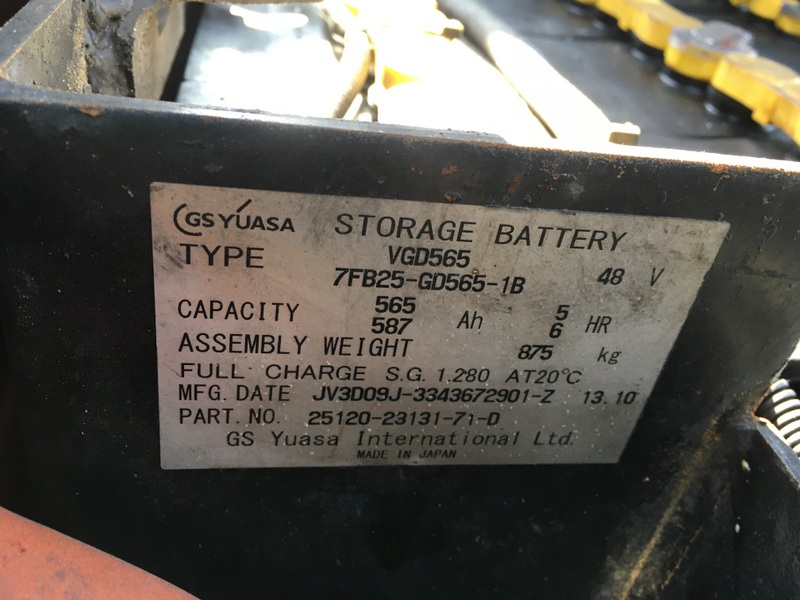 GS YUASA STORAGE BATTERY
TYPE VGD565
7FB25-GD565-1B 48 V
CAPACITY 565 5
587 Ah 6 HR
ASSEMBLY WEIGHT 875 kg
FULL CHARGE S.G. 1.280 AT20°C
MFG. DATE JV3D09J-3343672901-Z 13.10
PART. NO. 25120-23131-71-D
GS Yuasa International Ltd.
MADE IN JAPAN